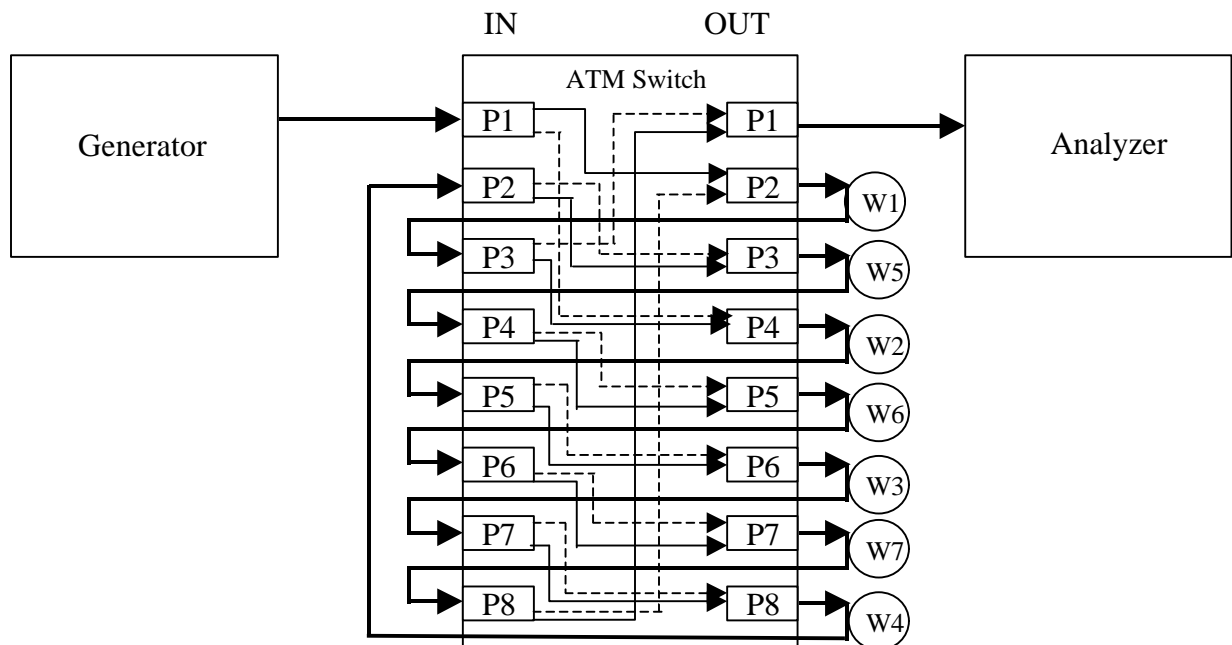 IN OUT
ATM Switch
Generator
Analyzer
P1 P1
P2 P2
W1
P3 P3
W5
P4 P4
W2
P5 P5
W6
P6 P6
W3
P7 P7
W7
P8 P8
W4